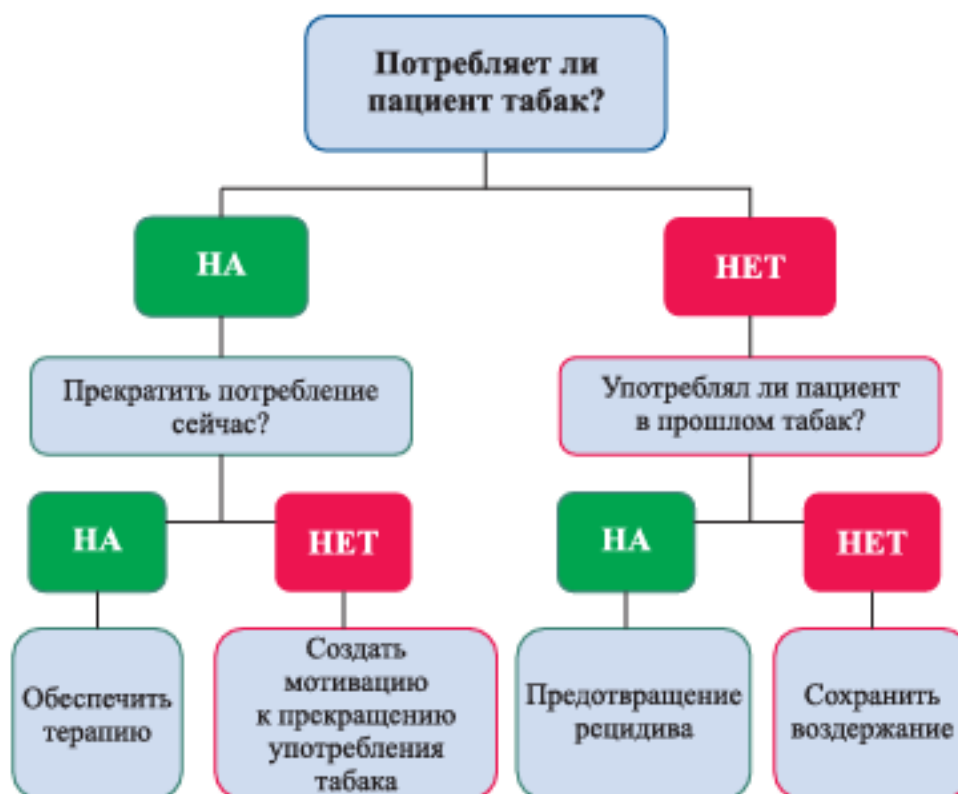 Потребляет ли
пациент табак?
НА
НЕТ
Прекратить потребление
сейчас?
Употреблял ли пациент
в прошлом табак?
НА
НЕТ
НА
НЕТ
Обеспечить
терапию
Создать
мотивацию
к прекращению
употребления
табака
Предотвращение
рецидива
Сохранить
воздержание